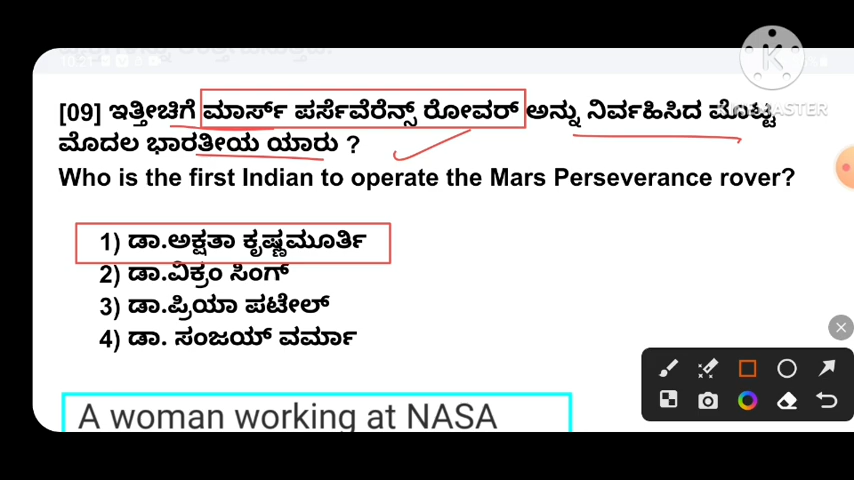 [09] ಇತ್ತೀಚಿಗೆ ಮಾರ್ಸ್ ಪರ್ಸೆವೆರೆನ್ಸ್ ರೋವರ್ ಅನ್ನು ನಿರ್ವಹಿಸಿದ ಮೊಟ್ಟ
ಮೊದಲ ಭಾರತೀಯ ಯಾರು ?
Who is the first Indian to operate the Mars Perseverance rover?
1) ಡಾ.ಅಕ್ಷತಾ ಕೃಷ್ಣಮೂರ್ತಿ
2) ಡಾ.ವಿಕ್ರಂ ಸಿಂಗ್
3) ಡಾ.ಪ್ರಿಯಾ ಪಟೇಲ್
4) ಡಾ. ಸಂಜಯ್ ವರ್ಮಾ
A woman working at NASA